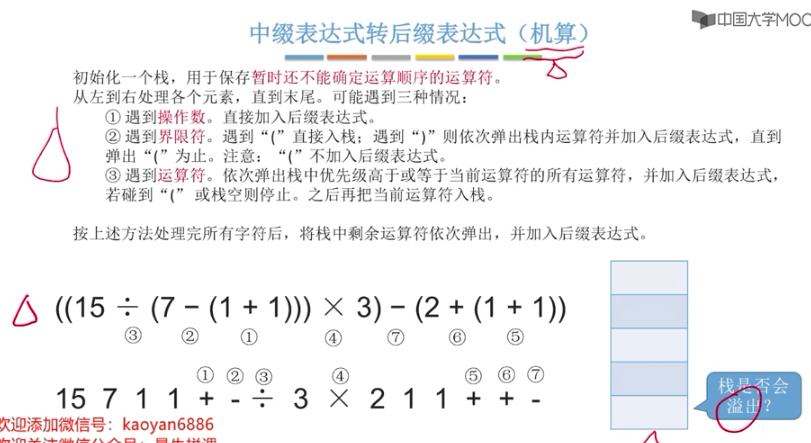 中国大学MOO
中缀表达式转后缀表达式（机算）
初始化一个栈，用于保存暂时还不能确定运算顺序的运算符。
从左到右处理各个元素，直到末尾。可能遇到三种情况：
① 遇到操作数。直接加入后缀表达式。
② 遇到界限符。遇到“(”直接入栈；遇到“)”则依次弹出栈内运算符并加入后缀表达式，直到
弹出“(”为止。注意：“(”不加入后缀表达式。
③ 遇到运算符。依次弹出栈中优先级高于或等于当前运算符的所有运算符，并加入后缀表达式，
若碰到“(” 或栈空则停止。之后再把当前运算符入栈。
按上述方法处理完所有字符后，将栈中剩余运算符依次弹出，并加入后缀表达式。
((15 ÷ (7 − (1 + 1))) × 3) − (2 + (1 + 1))
③ ② ① ④ ⑦ ⑥ ⑤
① ② ③ ④ ⑤ ⑥ ⑦
15 7 1 1 + - ÷ 3 × 2 1 1 + + -
栈是否会
溢出？
欢迎添加微信号：kaoyan6886